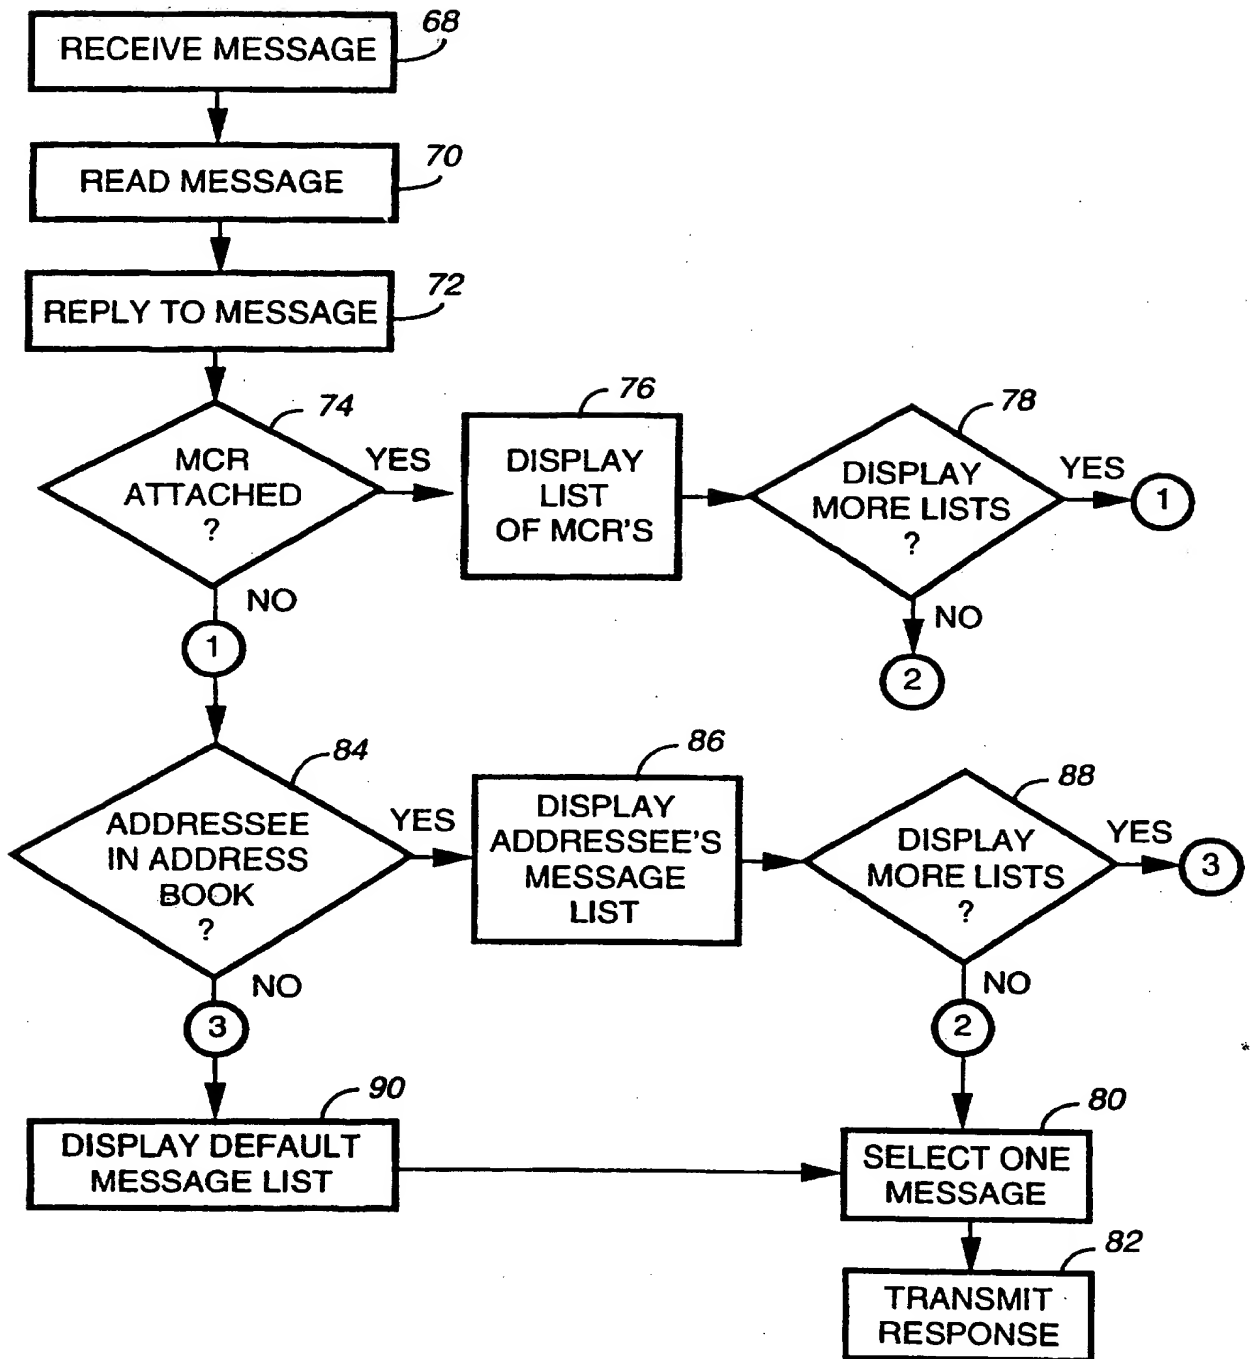 68
RECEIVE MESSAGE
70
READ MESSAGE
72
REPLY TO MESSAGE
74
MCR
ATTACHED
?
YES
NO
76
DISPLAY
LIST
OF MCR'S
78
DISPLAY
MORE LISTS
?
YES
1
NO
2
1
84
ADDRESSEE
IN ADDRESS
BOOK
?
YES
NO
86
DISPLAY
ADDRESSEE'S
MESSAGE
LIST
88
DISPLAY
MORE LISTS
?
YES
3
NO
2
3
90
DISPLAY DEFAULT
MESSAGE LIST
80
SELECT ONE
MESSAGE
82
TRANSMIT
RESPONSE